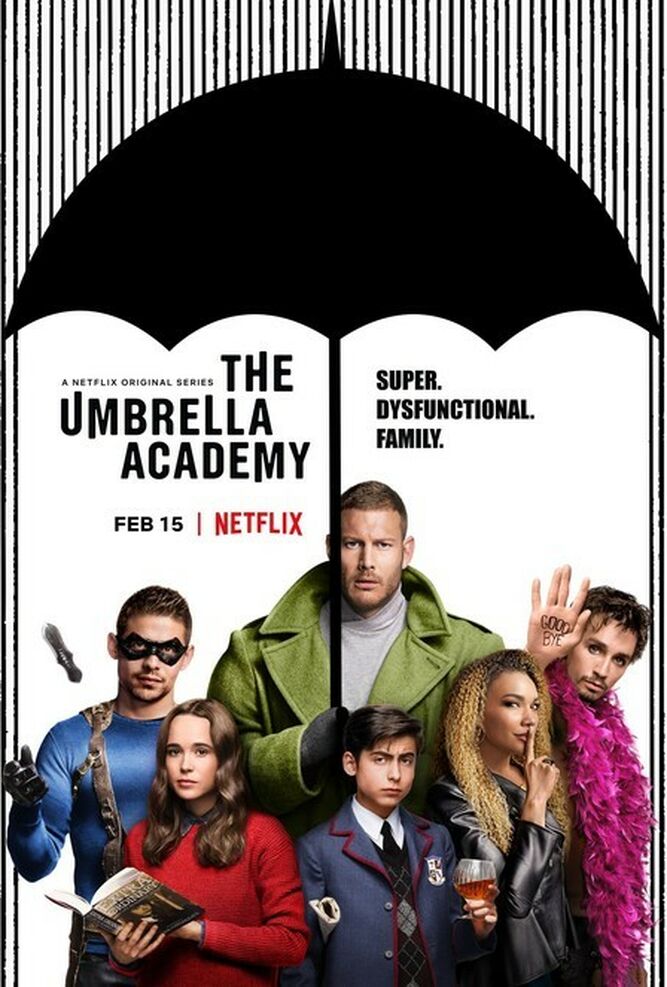 A NETFLIX ORIGINAL SERIES
THE
UMBRELLA
ACADEMY
FEB 15 | NETFLIX
SUPER.
DYSFUNCTIONAL.
FAMILY.
GOOD
BYE